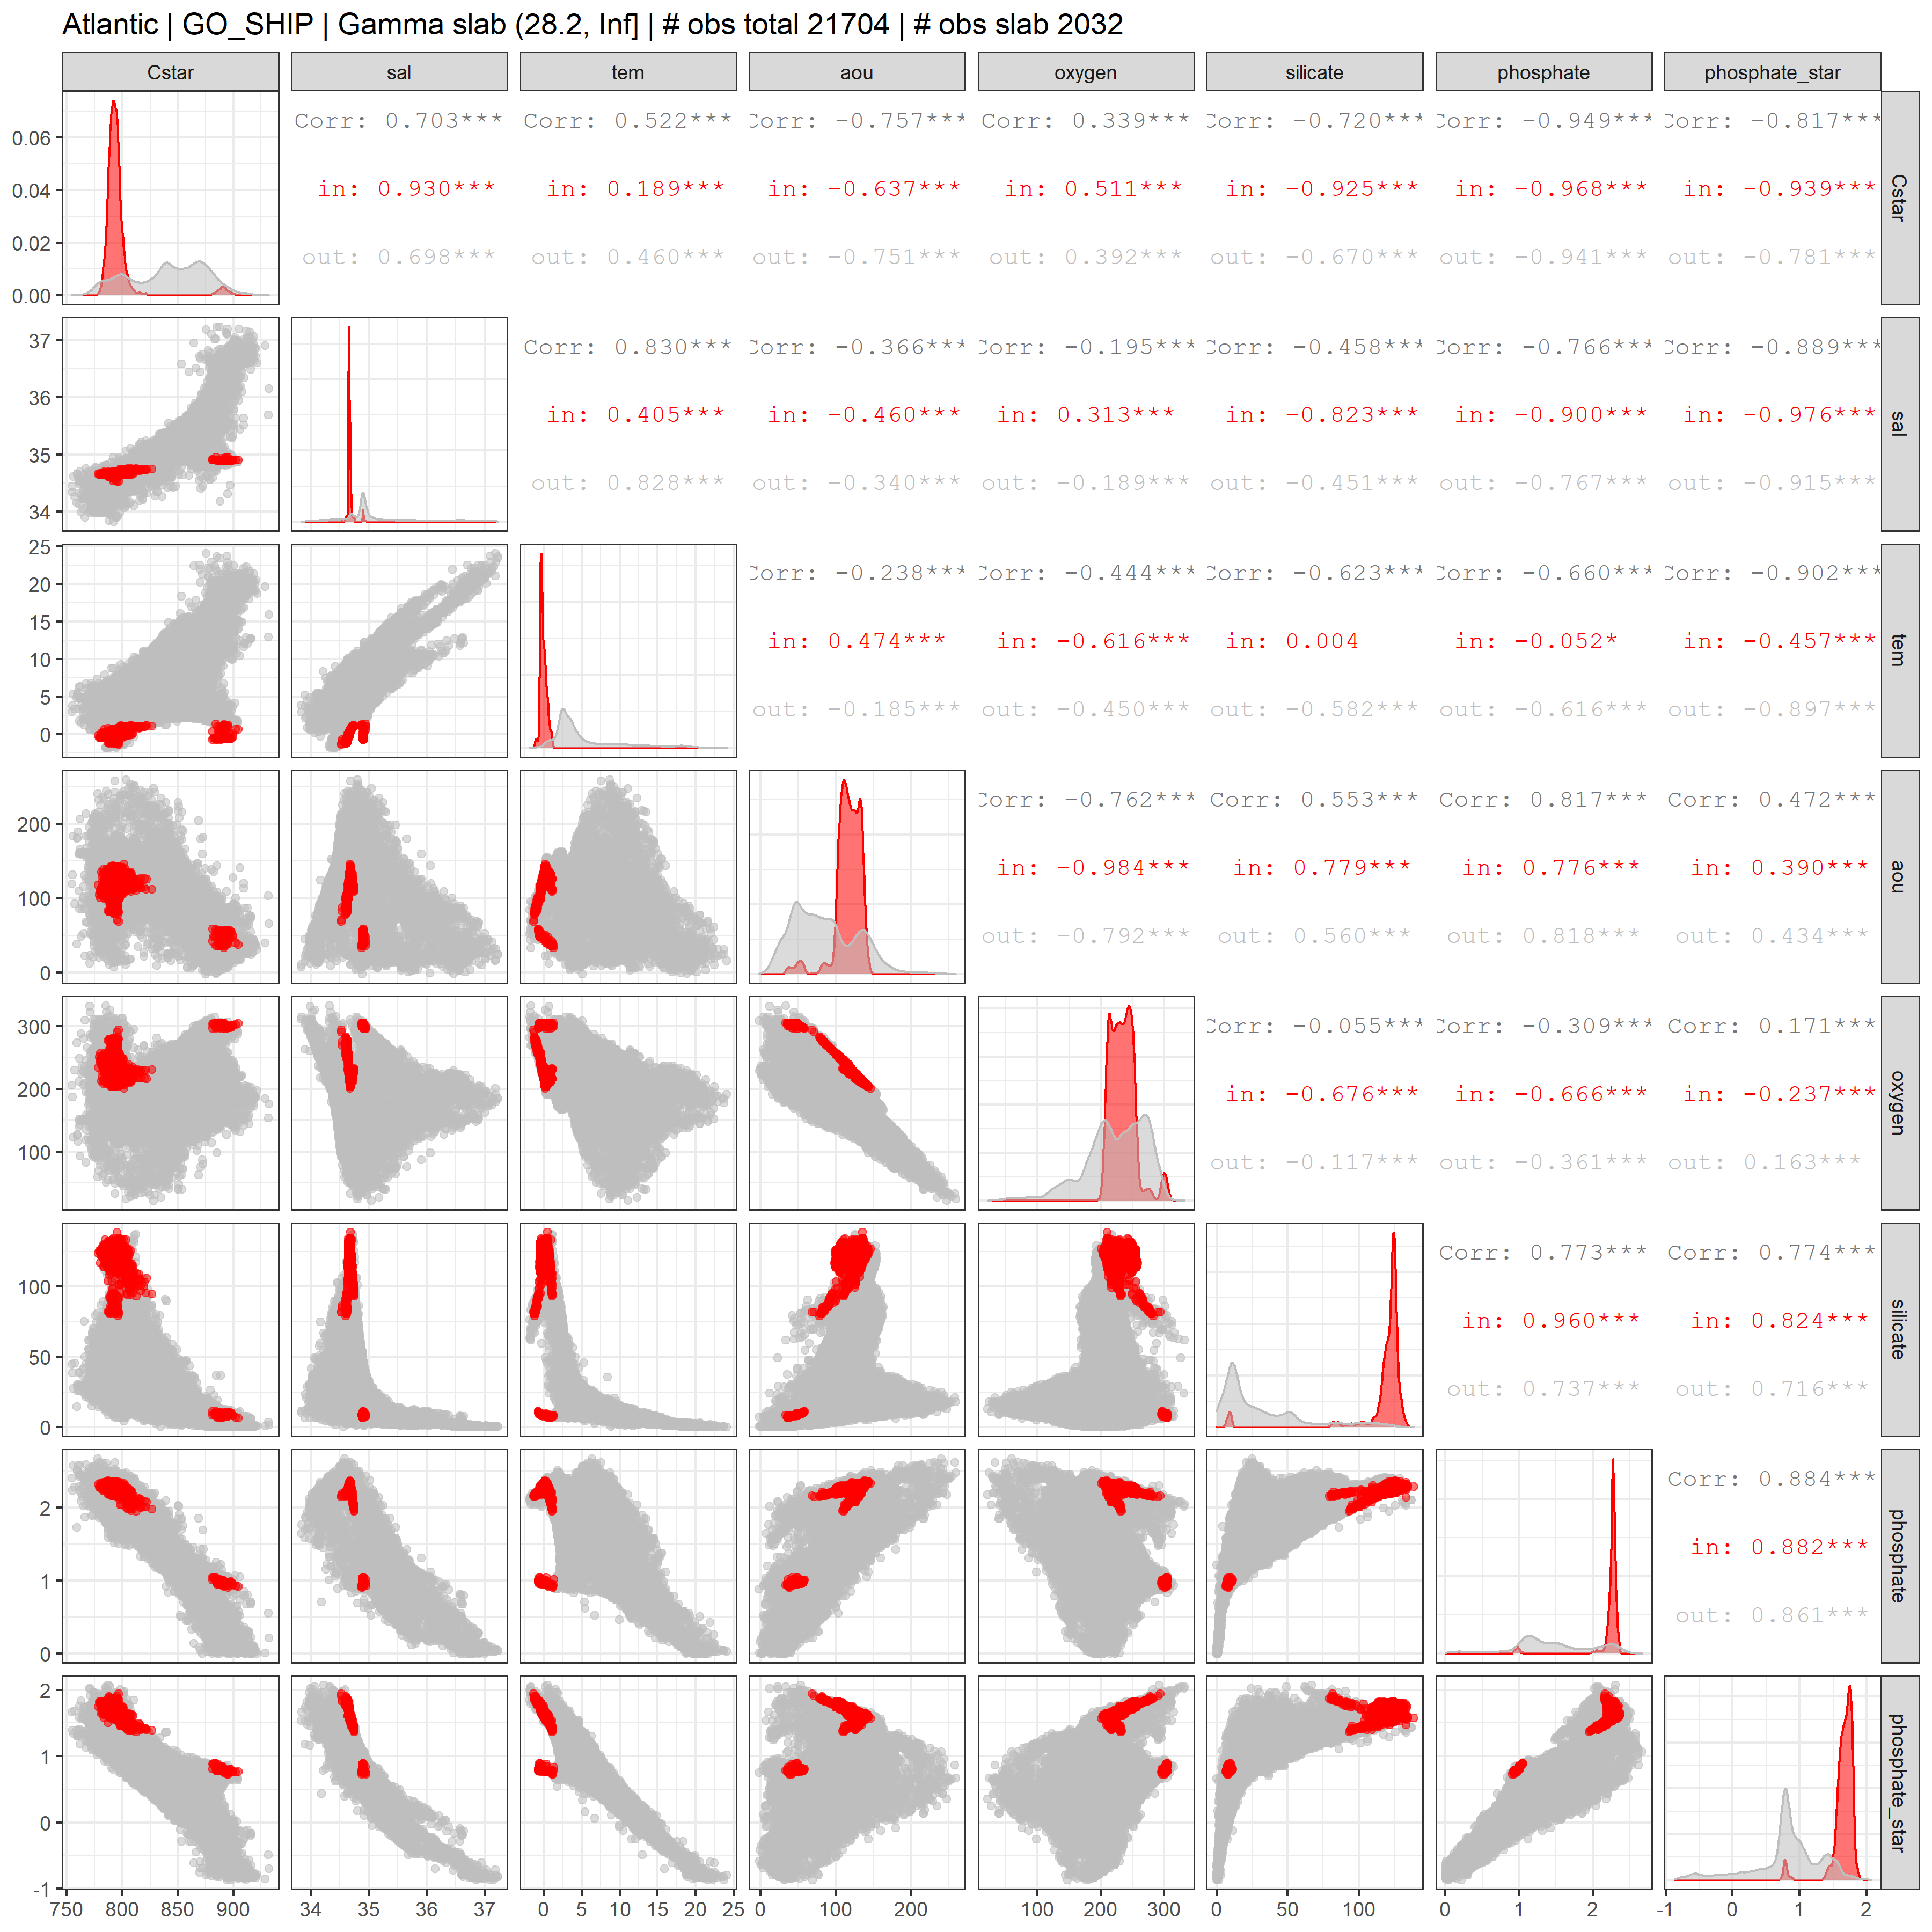 Atlantic | GO_SHIP | Gamma slab (28.2, Inf] | # obs total 21704 | # obs slab 2032
Cstar sal tem aou oxygen silicate phosphate phosphate_star
Corr: 0.703*** Corr: 0.522*** Corr: -0.757*** Corr: 0.339*** Corr: -0.720*** Corr: -0.949*** Corr: -0.817***
0.06
in: 0.930*** in: 0.189*** in: -0.637*** in: 0.511*** in: -0.925*** in: -0.968*** in: -0.939*** Cstar
0.04
0.02
out: 0.698*** out: 0.460*** out: -0.751*** out: 0.392*** out: -0.670*** out: -0.941*** out: -0.781***
0.00
37 Corr: 0.830*** Corr: -0.366*** Corr: -0.195*** Corr: -0.458*** Corr: -0.766*** Corr: -0.889***
36
in: 0.405*** in: -0.460*** in: 0.313*** in: -0.823*** in: -0.900*** in: -0.976*** sal
35
out: 0.828*** out: -0.340*** out: -0.189*** out: -0.451*** out: -0.767*** out: -0.915***
34
25
Corr: -0.238*** Corr: -0.444*** Corr: -0.623*** Corr: -0.660*** Corr: -0.902***
20
15
in: 0.474*** in: -0.616*** in: 0.004 in: -0.052* in: -0.457*** tem
10
5
out: -0.185*** out: -0.450*** out: -0.582*** out: -0.616*** out: -0.897***
0
Corr: -0.762*** Corr: 0.553*** Corr: 0.817*** Corr: 0.472***
200
in: -0.984*** in: 0.779*** in: 0.776*** in: 0.390*** aou
100
out: -0.792*** out: 0.560*** out: 0.818*** out: 0.434***
0
300 Corr: -0.055*** Corr: -0.309*** Corr: 0.171***
200 in: -0.676*** in: -0.666*** in: -0.237*** oxygen
100 out: -0.117*** out: -0.361*** out: 0.163***
Corr: 0.773*** Corr: 0.774***
100
in: 0.960*** in: 0.824*** silicate
50
out: 0.737*** out: 0.716***
0
Corr: 0.884***
2
in: 0.882*** phosphate
1
out: 0.861***
0
2
1
phosphate_star
0
-1
750 800 850 900 34 35 36 37 0 5 10 15 20 25 0 100 200 100 200 300 0 50 100 0 1 2 -1 0 1 2